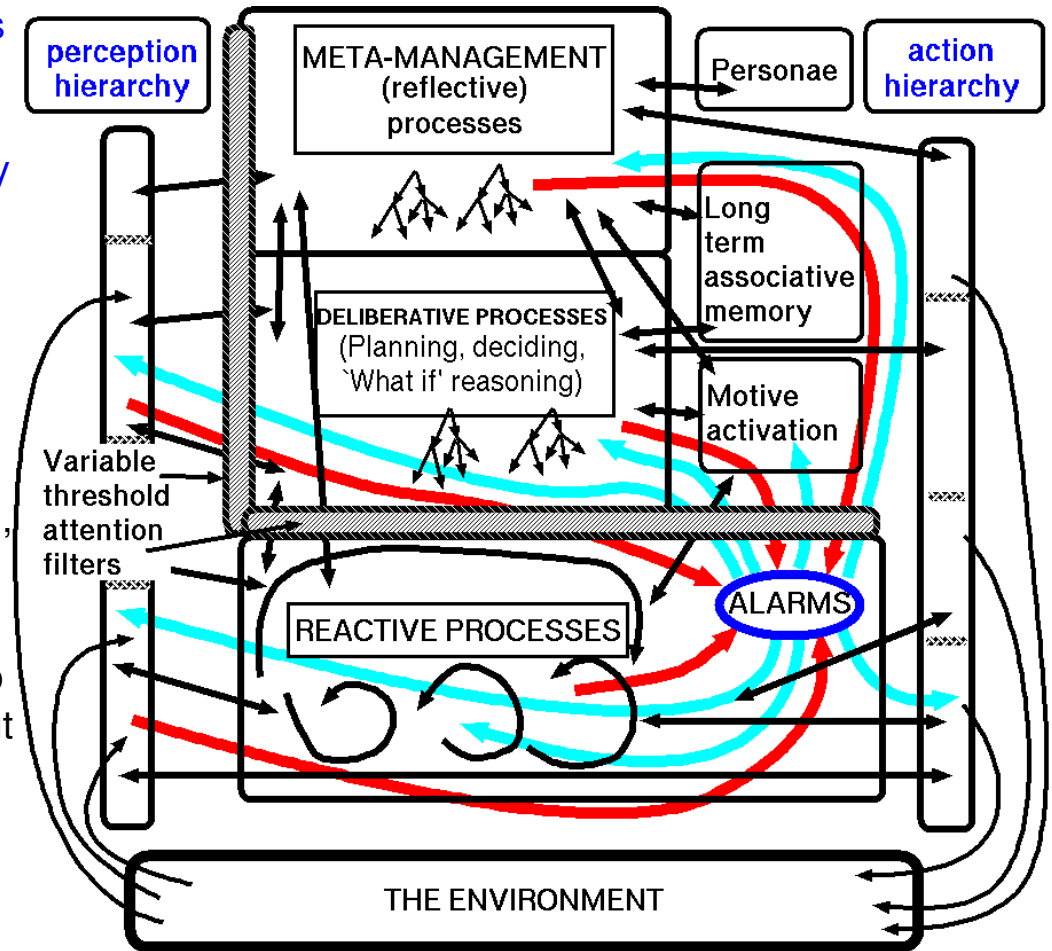 perception
hierarchy
META-MANAGEMENT
(reflective)
processes
Personae
action
hierarchy
Long
term
associative
memory
DELIBERATIVE PROCESSES
(Planning, deciding,
`What if' reasoning)
Motive
activation
Variable
threshold
attention
filters
ALARMS
REACTIVE PROCESSES
THE ENVIRONMENT